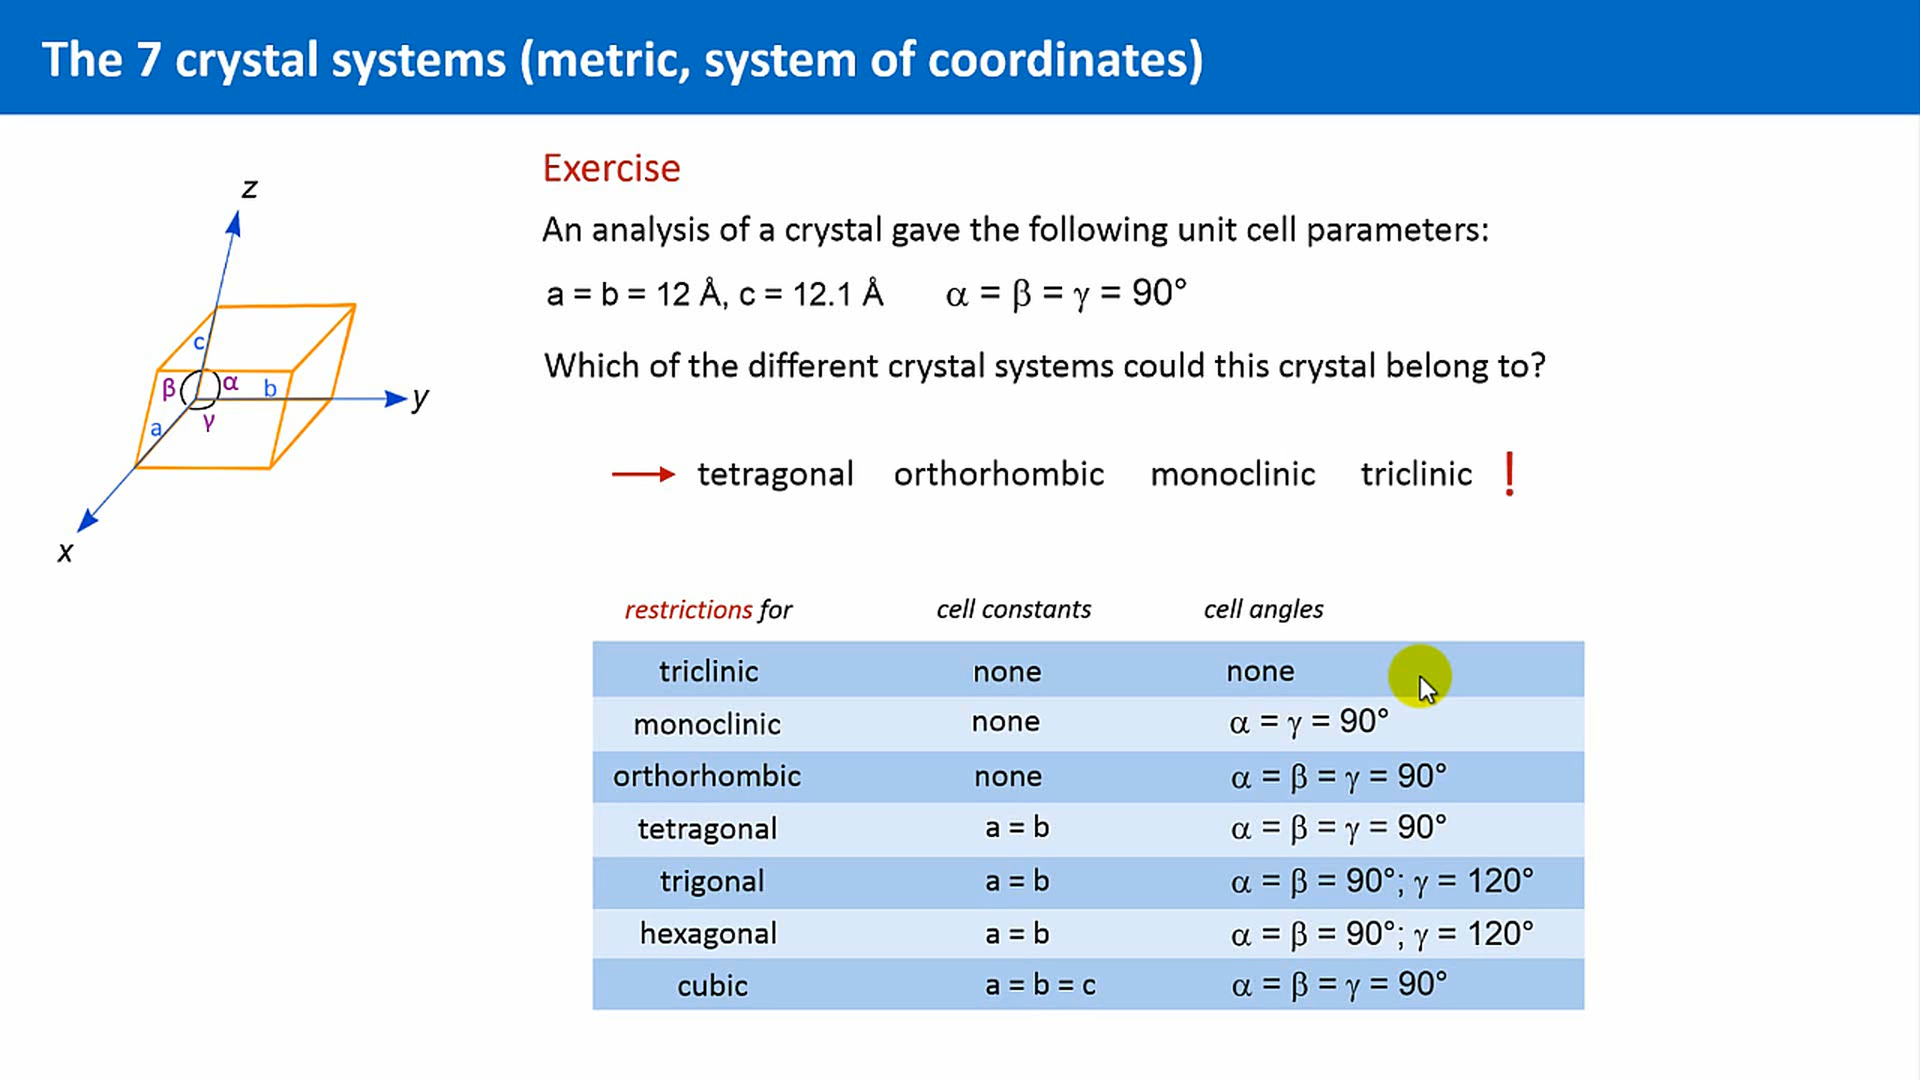 The 7 crystal systems (metric, system of coordinates)
Exercise
An analysis of a crystal gave the following unit cell parameters:
a = b = 12 Å, c = 12.1 Å α = β = γ = 90°
Which of the different crystal systems could this crystal belong to?
tetragonal orthorhombic monoclinic triclinic !
z
c
β α b y
a γ
x
restrictions for cell constants cell angles
triclinic none none
monoclinic none α = γ = 90°
orthorhombic none α = β = γ = 90°
tetragonal a = b α = β = γ = 90°
trigonal a = b α = β = 90°; γ = 120°
hexagonal a = b α = β = 90°; γ = 120°
cubic a = b = c α = β = γ = 90°